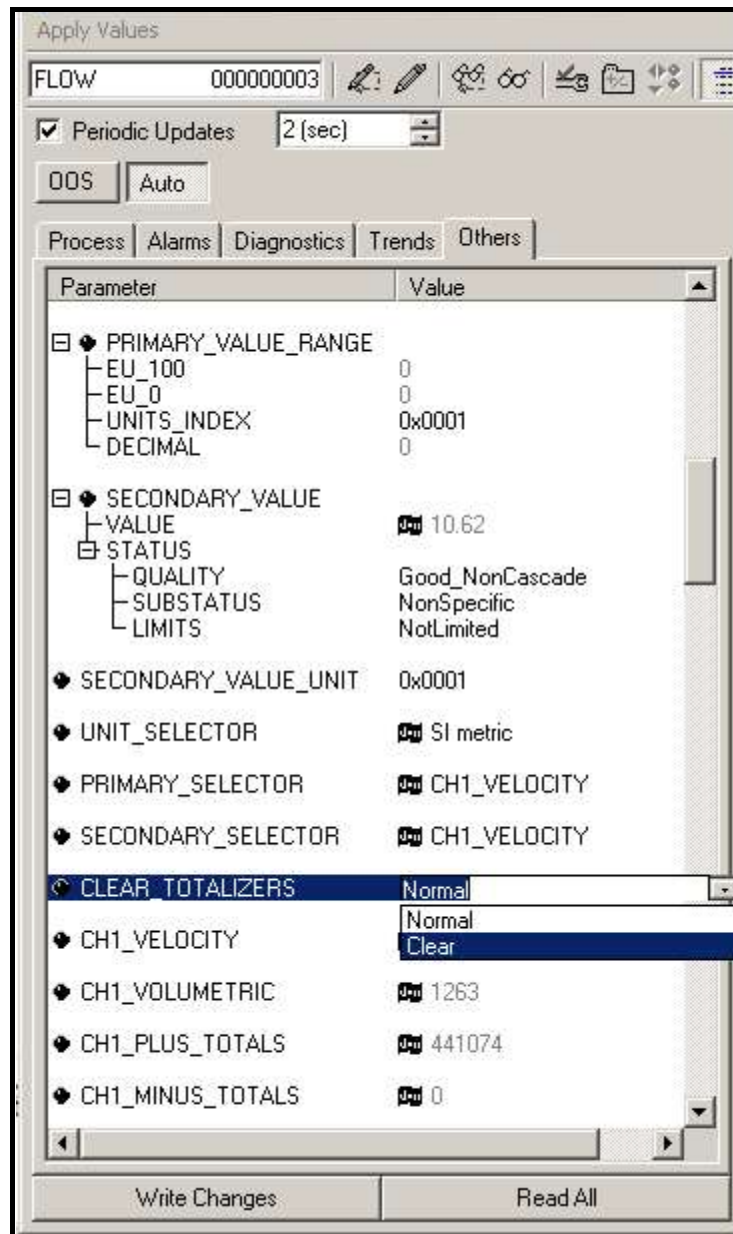 Apply Values
FLOW 000000003
Periodic Updates 2 (sec)
OOS Auto
Process Alarms Diagnostics Trends Others
Parameter Value
PRIMARY_VALUE_RANGE
EU_100 0
EU_0 0
UNITS_INDEX 0x0001
DECIMAL 0
SECONDARY_VALUE
VALUE 10.62
STATUS
QUALITY Good_NonCascade
SUBSTATUS NonSpecific
LIMITS NotLimited
SECONDARY_VALUE_UNIT 0x0001
UNIT_SELECTOR SI metric
PRIMARY_SELECTOR CH1_VELOCITY
SECONDARY_SELECTOR CH1_VELOCITY
CLEAR_TOTALIZERS Normal
Normal
CH1_VELOCITY Clear
CH1_VOLUMETRIC 1263
CH1_PLUS_TOTALS 441074
CH1_MINUS_TOTALS 0
Write Changes Read All